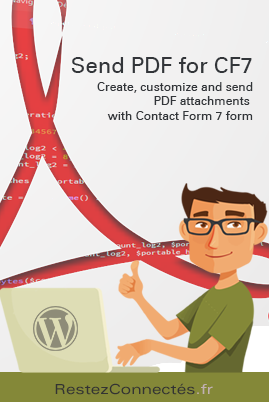 Send PDF for CF7
Create, customize and send
PDF attachments
with Contact Form 7 form
RestezConnectés.fr